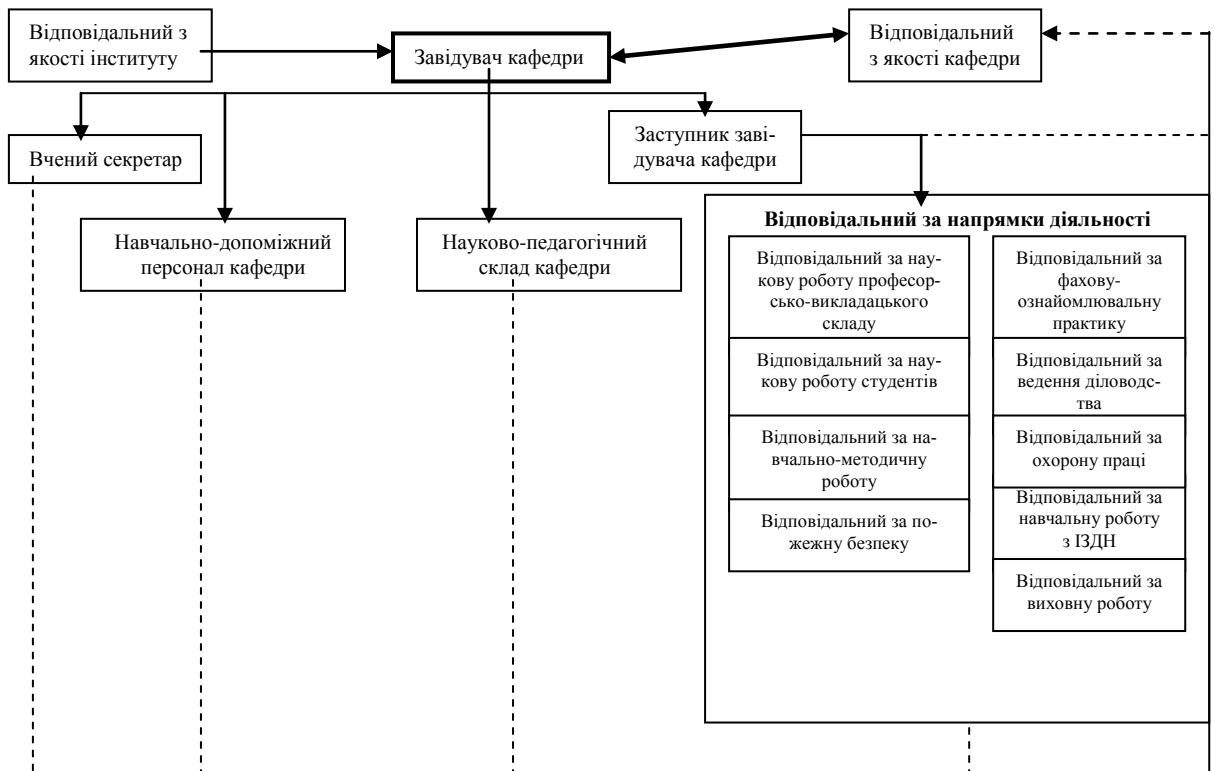 Відповідальний з
якості інституту
Завідувач кафедри
Відповідальний
з якості кафедри
Вчений секретар
Заступник заві-
дувача кафедри
Навчально-допоміжний
персонал кафедри
Науково-педагогічний
склад кафедри
Відповідальний за напрямки діяльності
Відповідальний за нау-
кову роботу професор-
сько-викладацького
складу
Відповідальний за нау-
кову роботу студентів
Відповідальний за на-
вчально-методичну
роботу
Відповідальний за по-
жежну безпеку
Відповідальний за
фахову-
ознайомлювальну
практику
Відповідальний за
ведення діловодс-
тва
Відповідальний за
охорону праці
Відповідальний за
навчальну роботу
з ІЗДН
Відповідальний за
виховну роботу